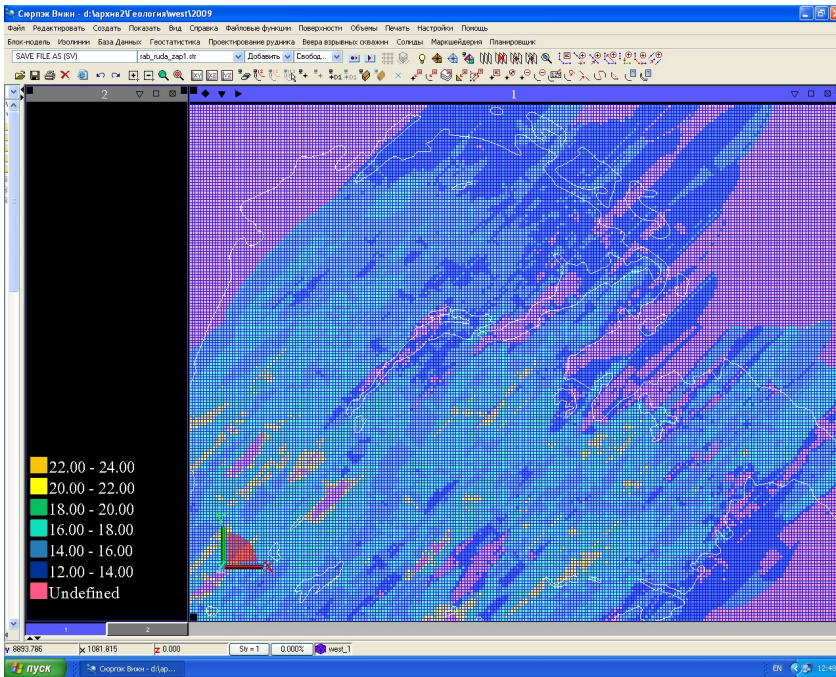 Сюрпэк Вижн - d:\архив2\Геология\west\2009
Файл Редактировать Создать Показать Вид Справка Файловые функции Поверхности Объемы Печать Настройки Помощь
Блок-модель Изолинии База Данных Геостатистика Проектирование рудника Веера взрывных скважин Солиды Маркшейдерия Планировщик
SAVE FILE AS (SV) rab_ruda_zap1.str Добавить Свобод...
2 1
22.00 - 24.00
20.00 - 22.00
18.00 - 20.00
16.00 - 18.00
14.00 - 16.00
12.00 - 14.00
Undefined
X
1 2
y 8893.786 x 1081.815 z 0.000 Str = 1 0.000% west_1
пуск Сюрпэк Вижн - d:\ар... EN 12:48